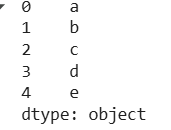 0    a
1    b
2    c
3    d
4    e
dtype: object